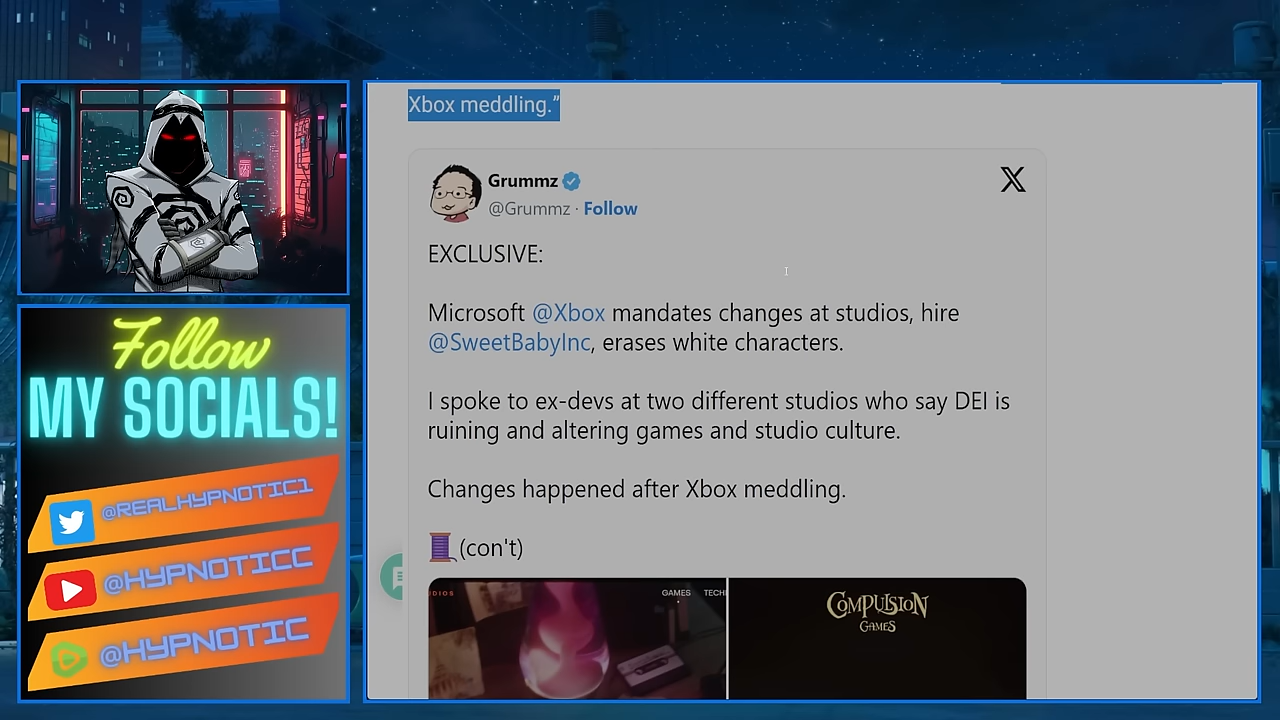 Xbox meddling.”
Grummz
@Grummz · Follow
EXCLUSIVE:
Microsoft @Xbox mandates changes at studios, hire
@SweetBabyInc, erases white characters.
I spoke to ex-devs at two different studios who say DEI is
ruining and altering games and studio culture.
Changes happened after Xbox meddling.
(con't)
DIOS
GAMES TECH
COMPULSION
GAMES
Follow
MY SOCIALS!
@REALHYPNOTIC1
@HYPNOTICC
@HYPNOTIC